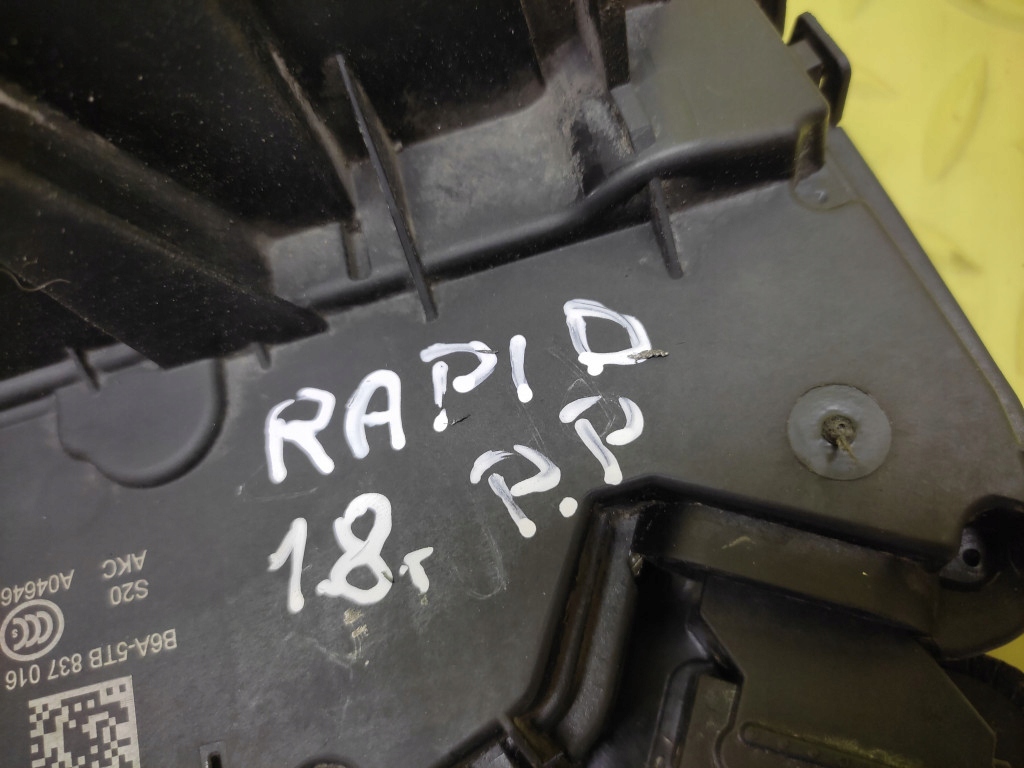 RAPID
18г P.P
S20 A04646
AKC
B6A-5TB 837 016